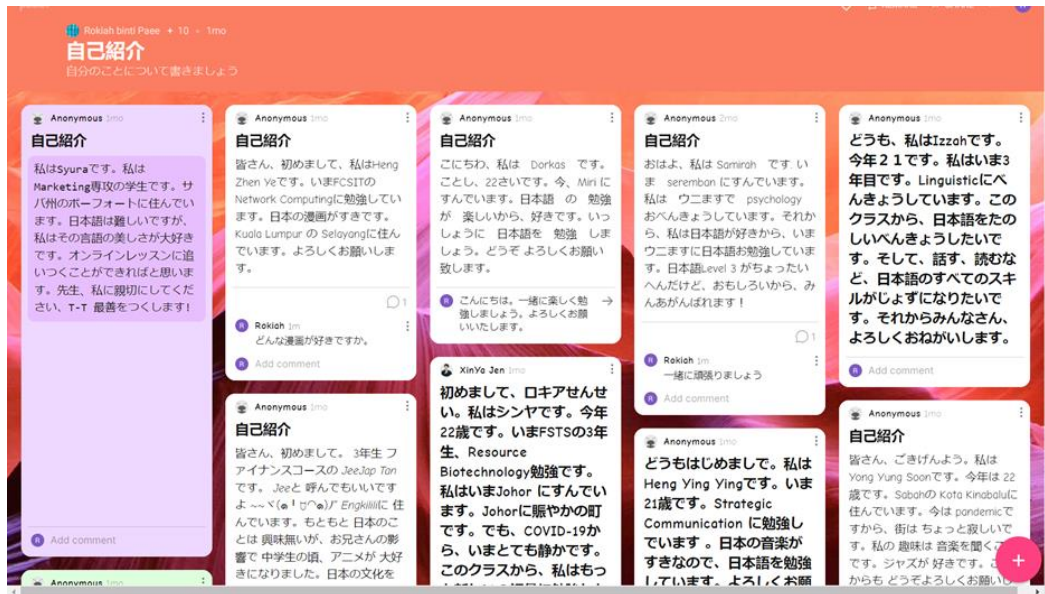 Rokiah binti Paee + 10 • 1mo
自己紹介
自分のことについて書きましょう
Anonymous 1mo
自己紹介
私はSyuraです。私は
Marketing専攻の学生です。サ
バ州のボーフォートに住んでい
ます。日本語は難しいですが、
私はその言語の美しさが大好き
です。オンラインレッスンに追
いつくことができればと思いま
す。先生、私に親切にしてくだ
さい、T-T 最善をつくします!
Add comment
Anonymous 1mo
Anonymous 1mo
自己紹介
皆さん、初めまして、私はHeng
Zhen Yeです。いまFCSITの
Network Computingに勉強してい
ます。日本の漫画がすきです。
Kuala Lumpur の Selayangに住ん
でいます。よろしくお願いしま
す。
1
Rokiah 1m
どんな漫画が好きですか。
Add comment
Anonymous 1mo
自己紹介
皆さん、初めまして。 3年生 フ
ァイナンスコースの JeeJap Tan
です。 Jeeと 呼んでもいいです
Engkililiに 住
んでいます。もともと 日本のこ
とは 興味無いが、お兄さんの影
響で 中学生の頃、アニメが 大好
きになりました。日本の文化を
Anonymous 1mo
自己紹介
こにちわ、私は Dorkas です。
ことし、22さいです。今、Miri に
すんでいます。日本語 の 勉強
が 楽しいから、好きです。いっ
しょうに 日本語を 勉強 しま
しょう。どうぞ よろしくお願い
致します。
こんにちは。一緒に楽しく勉
強しましょう。よろしくお願
いいたします。
XinYa Jen 1mo
初めまして、ロキアせんせ
い。私はシンヤです。今年
22歳です。いまFSTSの3年
生、Resource
Biotechnology勉強です。
私はいまJohor にすんでい
ます。Johorに賑やかの町
です。でも、COVID-19か
ら、いまとても静かです。
このクラスから、私はもっ
Anonymous 2mo
自己紹介
おはよ、私は Samirah です い
ま seremban にすんでいます。
私は ウニますで psychology
おべんきょうしています。それか
ら、私は日本語が好きから、いま
ウニますに日本語お勉強していま
す。日本語Level 3 がちょったい
へんだけど、おもしろいから、み
んあがんばれます！
1
Rokiah 1m
一緒に頑張りましょう
Add comment
Anonymous 1mo
どうもはじめましで。私は
Heng Ying Yingです。いま
21歳です。Strategic
Communication に勉強し
でいます 。日本の音楽が
すきなので、日本語を勉強
しています。よろしくお願
Anonymous 1mo
どうも、私はIzzahです。
今年２１です。私はいま3
年目です。Linguisticにべ
んきょうしています。この
クラスから、日本語をたの
しいべんきょうしたいで
す。そして、話す、読むな
ど、日本語のすべてのスキ
ルがじょずになりたいで
す。それからみんなさん、
よろしくおねがいします。
Add comment
Anonymous 1mo
自己紹介
皆さん、ごきげんよう。私は
Yong Yung Soonです。今年は 22
歳です。Sabahの Kota Kinabaluに
住んでいます。今は pandemicで
すから、街は ちょっと寂しいで
す。私の 趣味は 音楽を聞く
です。ジャズが 好きです。
からも どうぞよろしくお願いし